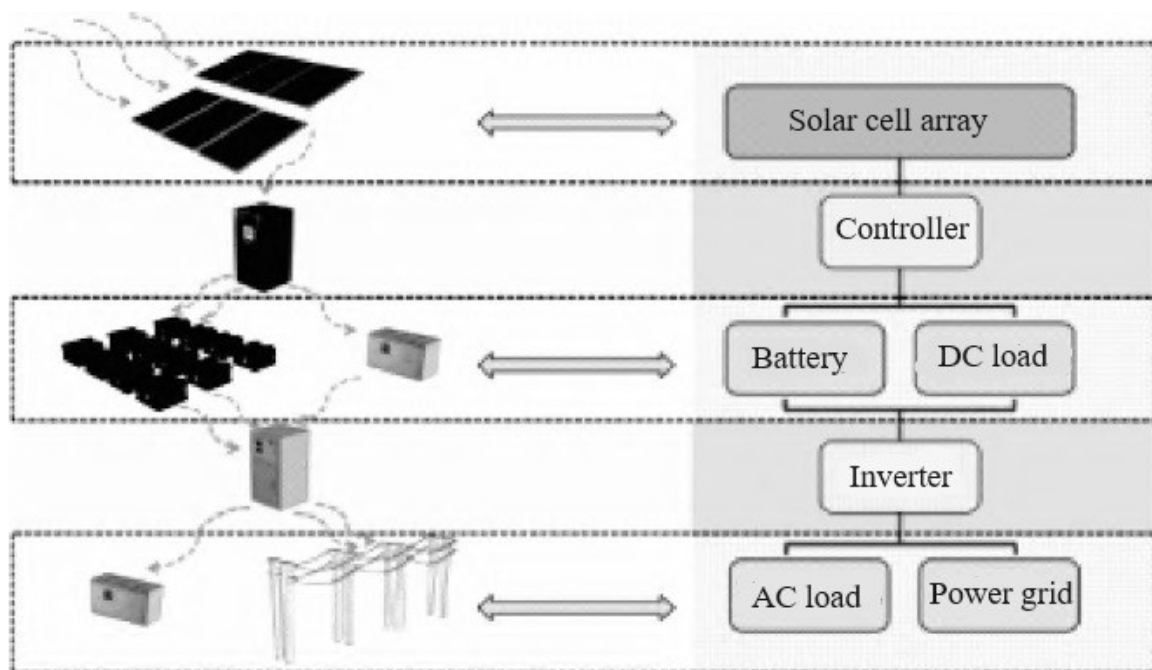 Solar cell array
Controller
Battery
DC load
Inverter
AC load
Power grid